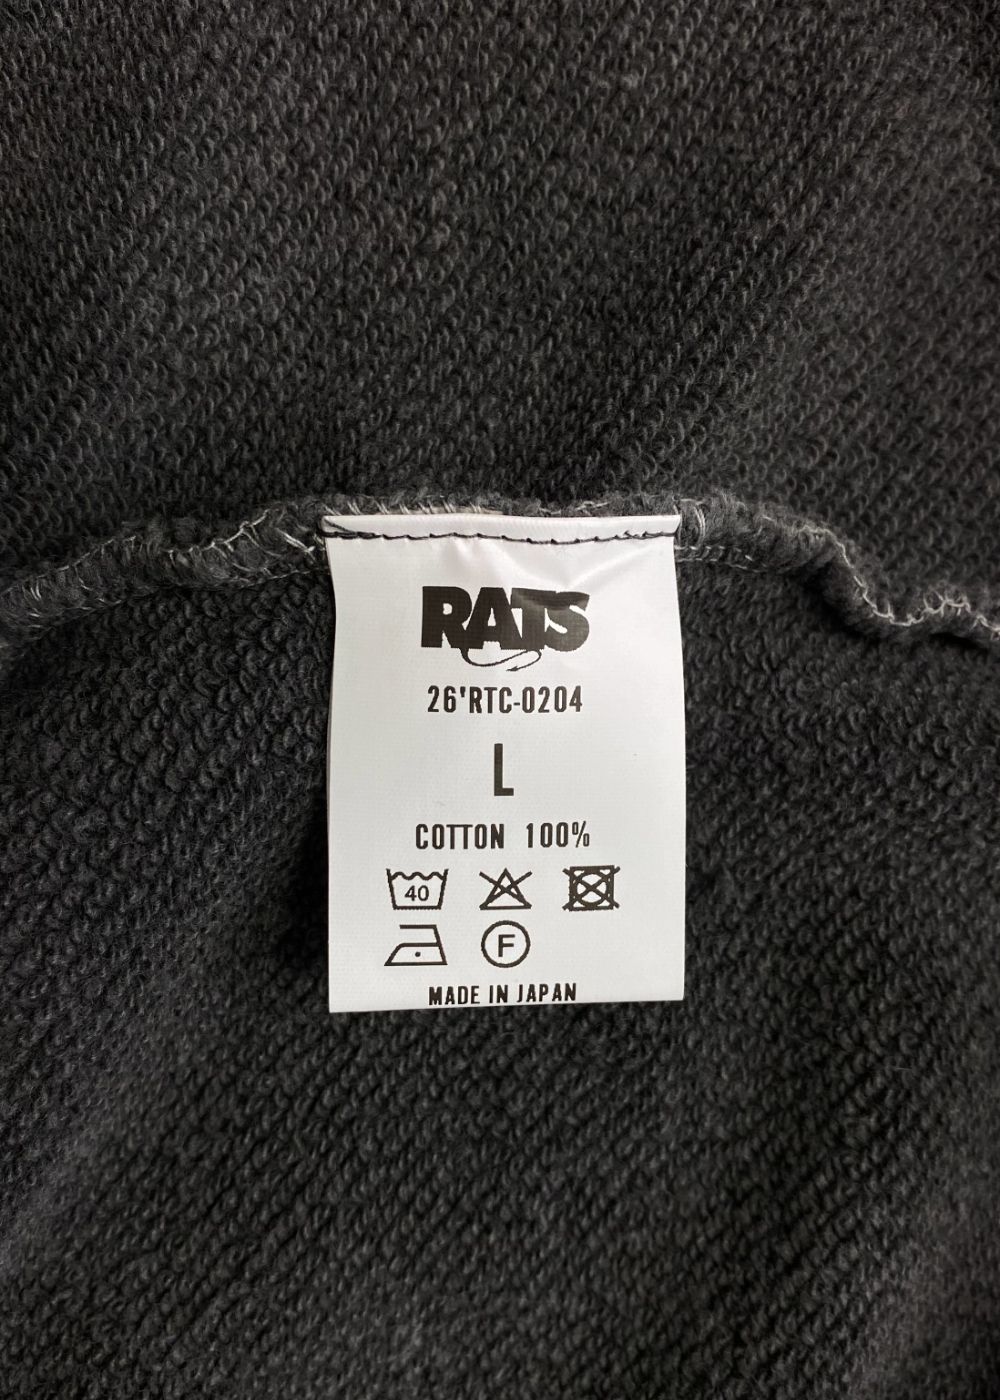 RATS
26'RTC-0204
L
COTTON 100%
40
F
MADE IN JAPAN